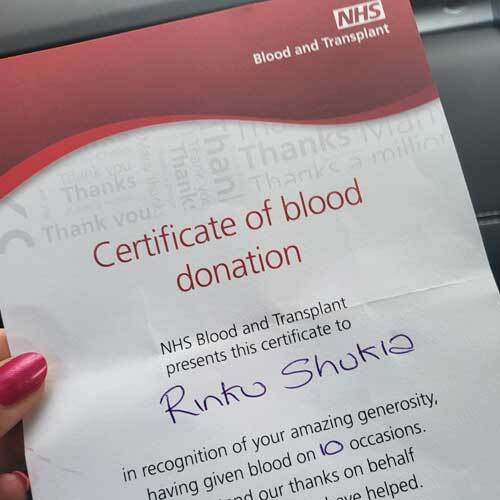 NHS
Blood and Transplant
Thank you
Thanks
Thank you
Thanks
Thanks
Thanks a million
Certificate of blood
donation
NHS Blood and Transplant
presents this certificate to
Rinku Shukla
in recognition of your amazing generosity,
having given blood on 10 occasions.
our thanks on behalf
helped.